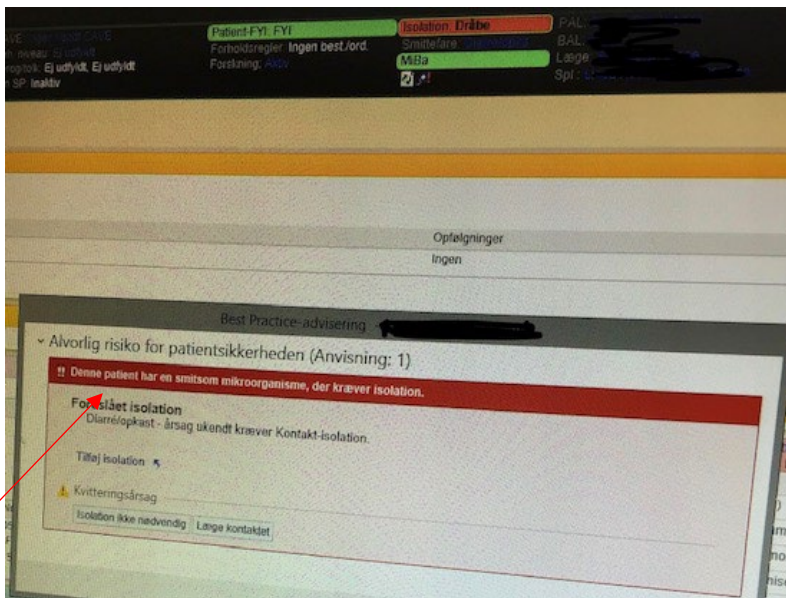 Patient-FYI: FYI
Isolation: Dråbe
PAL:
Forholdsregler: Ingen best./ord.
Smittefare:
BAL:
Ej udfyldt, Ej udfyldt
Forskning: Aktiv
MiBa
Læge
SP: Inaktiv
Spl.:
Opfølgninger
Ingen
Best Practice-advisering
Alvorlig risiko for patientsikkerheden (Anvisning: 1)
!! Denne patient har en smitsom mikroorganisme, der kræver isolation.
Foreslået isolation
Diarré/opkast - årsag ukendt kræver Kontakt-isolation.
Tilføj isolation
Kvitteringsårsag
Isolation ikke nødvendig Læge kontaktet